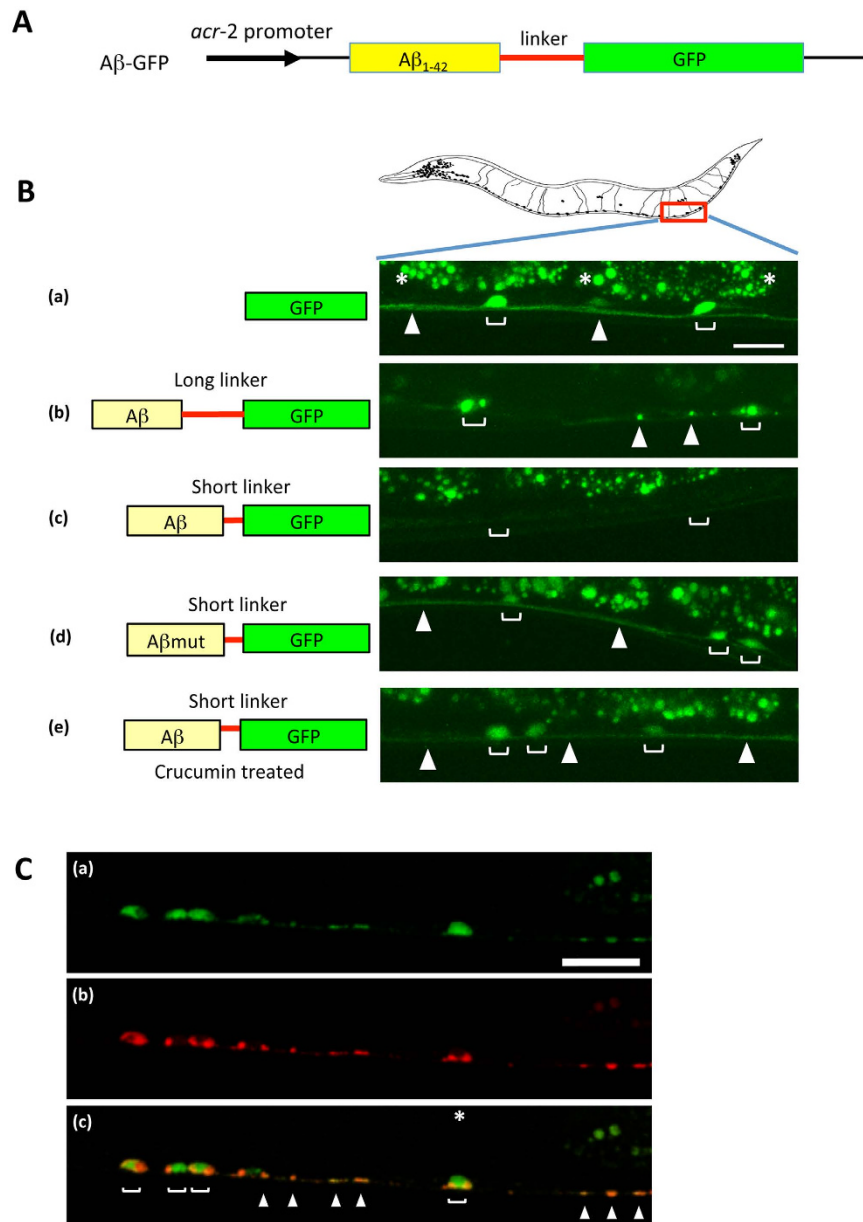 A
acr-2 promoter
linker
Aβ-GFP
Aβ1-42
GFP
B
(a)
GFP
*
*
*
Long linker
(b)
Aβ
GFP
Short linker
(c)
Aβ
GFP
Short linker
(d)
Aβmut
GFP
Short linker
(e)
Aβ
GFP
Crucumin treated
C
(a)
(b)
(c)
*